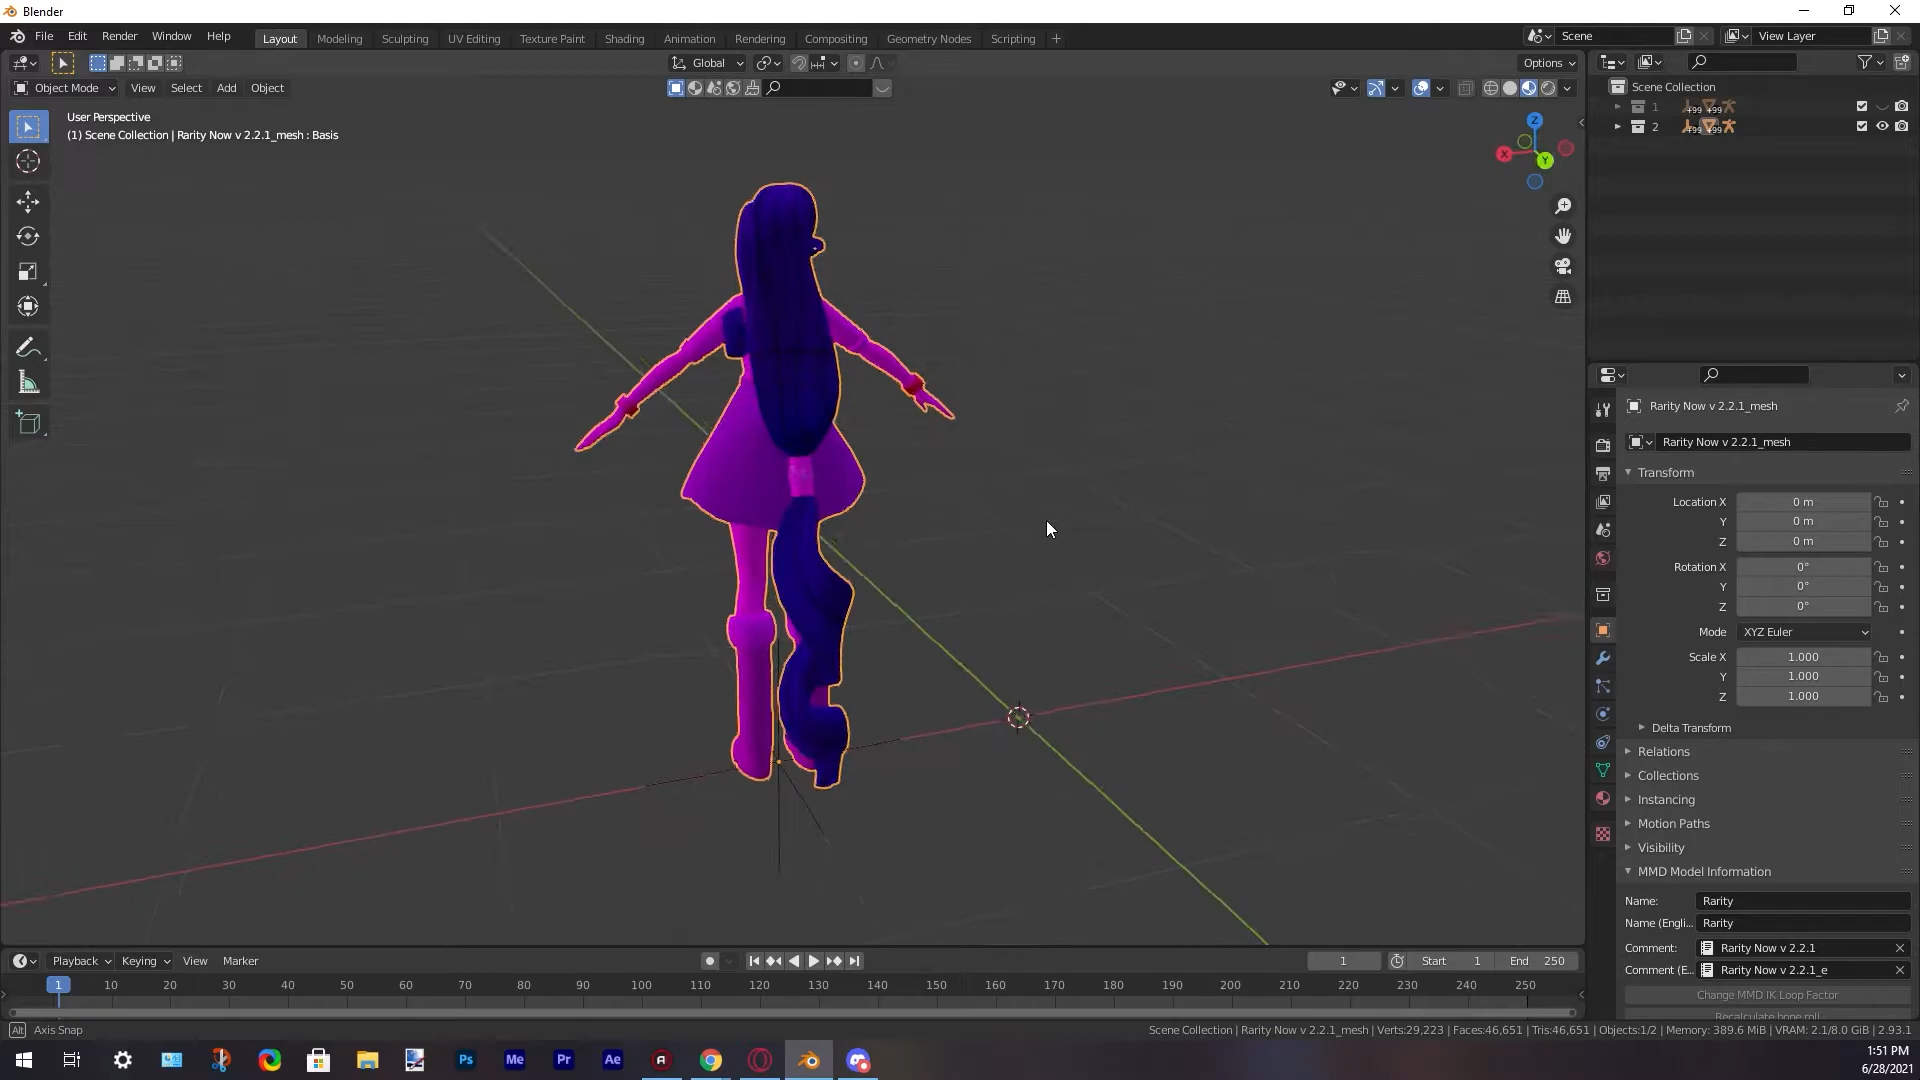 Blender
File Edit Render Window Help
Layout Modeling Sculpting UV Editing Texture Paint Shading Animation Rendering Compositing Geometry Nodes Scripting +
Scene
View Layer
Global
Options
Object Mode View Select Add Object
User Perspective
(1) Scene Collection | Rarity Now v 2.2.1_mesh : Basis
Z
X
Y
Scene Collection
1 +99 +99
2 +99 +99
Rarity Now v 2.2.1_mesh
Rarity Now v 2.2.1_mesh
Transform
Location X 0 m
Y 0 m
Z 0 m
Rotation X 0°
Y 0°
Z 0°
Mode XYZ Euler
Scale X 1.000
Y 1.000
Z 1.000
Delta Transform
Relations
Collections
Instancing
Motion Paths
Visibility
MMD Model Information
Name: Rarity
Name (Engli... Rarity
Comment: Rarity Now v 2.2.1
Comment (E... Rarity Now v 2.2.1_e
Change MMD IK Loop Factor
Recalculate bone roll
Playback Keying View Marker
1
Start 1
End 250
1 10 20 30 40 50 60 70 80 90 100 110 120 130 140 150 160 170 180 190 200 210 220 230 240 250
Alt Axis Snap
Scene Collection | Rarity Now v 2.2.1_mesh | Verts:29,223 | Faces:46,651 | Tris:46,651 | Objects:1/2 | Memory: 389.6 MiB | VRAM: 2.1/8.0 GiB | 2.93.1
Ps Me Pr Ae
1:51 PM
6/28/2021